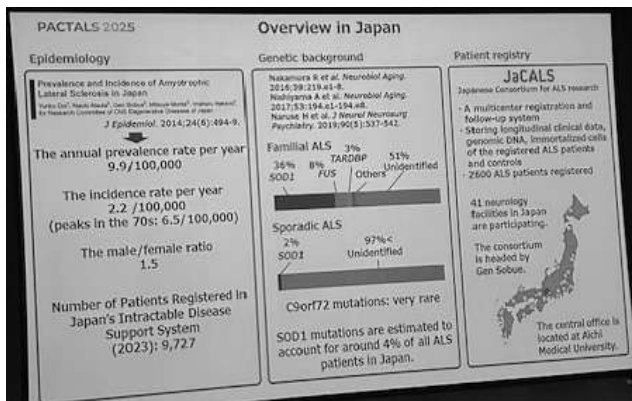 PACTALS 2025
Overview in Japan
Epidemiology
Prevalence and Incidence of Amyotrophic
Lateral Sclerosis in Japan
for Research Committee of CNS Degenerative Diseases of Japan
J Epidemiol. 2014;24(6):494-9.
The annual prevalence rate per year
9.9/100,000
The incidence rate per year
2.2 /100,000
(peaks in the 70s: 6.5/100,000)
The male/female ratio
1.5
Number of Patients Registered in
Japan's Intractable Disease
Support System
(2023): 9,727
Genetic background
Nakamura R et al. Neurobiol Aging.
2016;39:219.e1-8.
Nishiyama A et al. Neurobiol Aging.
2017;53:194.e1-194.e8.
Naruse H et al. J Neurol Neurosurg
Psychiatry. 2019;90(5):537-542.
Familial ALS
36%
SOD1
8%
FUS
3%
TARDBP
Others
51%
Unidentified
Sporadic ALS
2%
SOD1
97%<
Unidentified
C9orf72 mutations: very rare
SOD1 mutations are estimated to
account for around 4% of all ALS
patients in Japan.
Patient registry
JaCALS
Japanese Consortium for ALS research
· A multicenter registration and
follow-up system
· Storing longitudinal clinical data,
genomic DNA, immortalized cells
of the registered ALS patients
and controls
· 2600 ALS patients registered
41 neurology
facilities in Japan
are participating.
The consortium
is headed by
Gen Sobue.
The central office is
located at Aichi
Medical University.